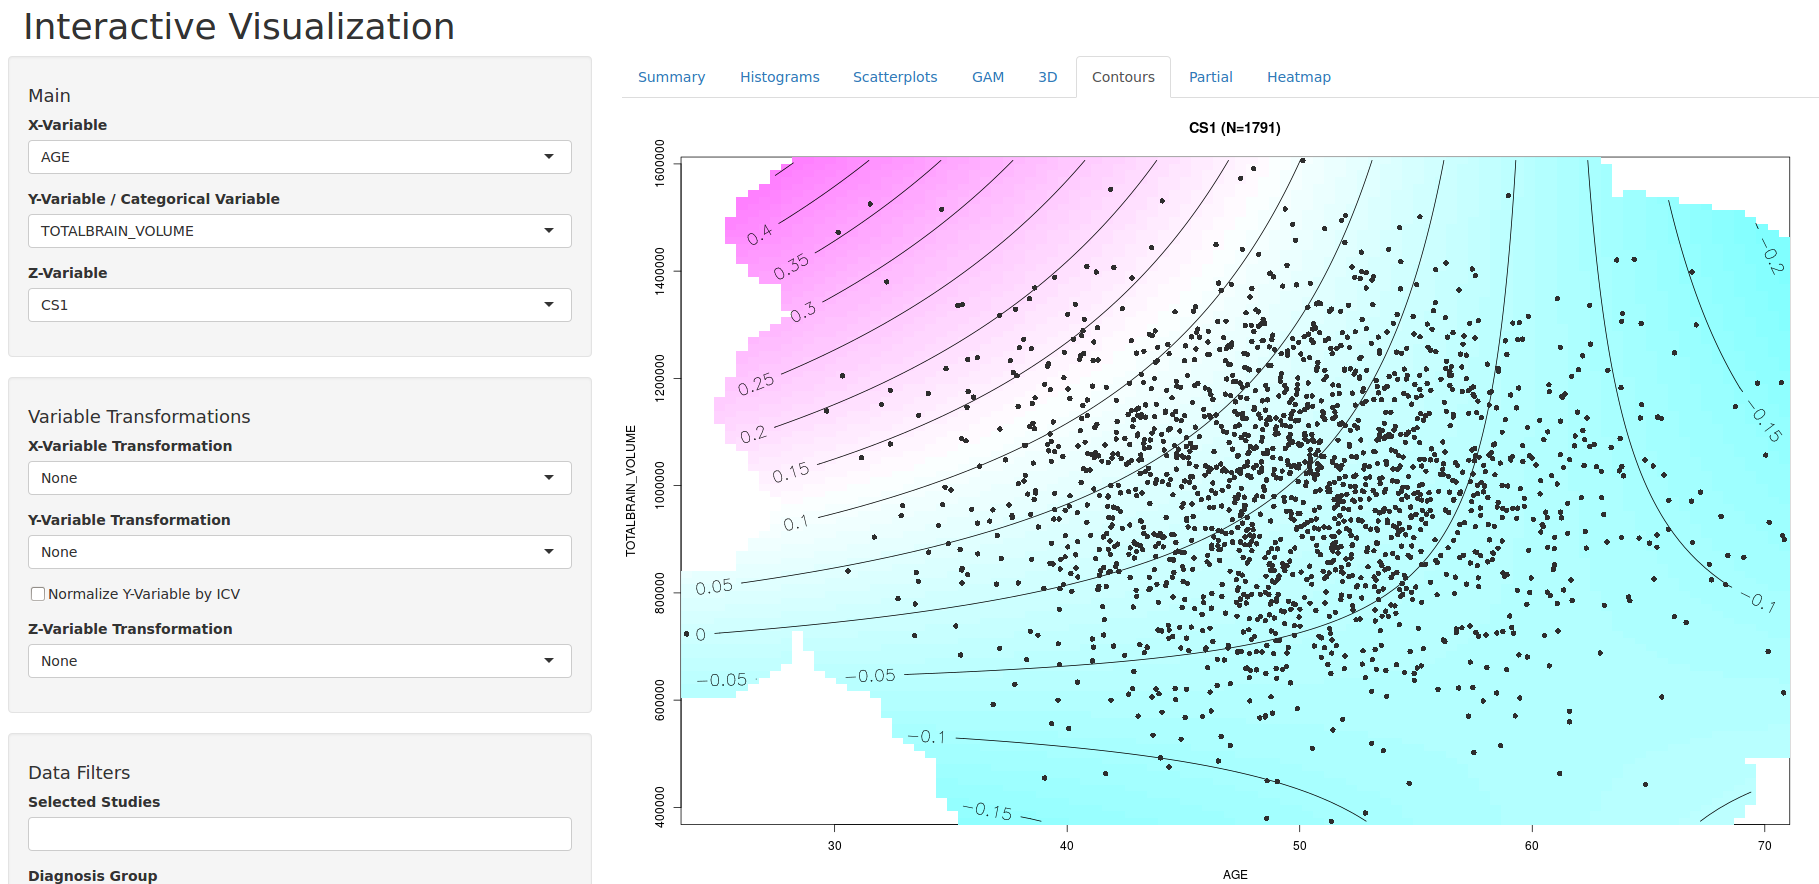 Interactive Visualization
Main
X-Variable
AGE
Y-Variable / Categorical Variable
TOTALBRAIN_VOLUME
Z-Variable
CS1
Variable Transformations
X-Variable Transformation
None
Y-Variable Transformation
None
Normalize Y-Variable by ICV
Z-Variable Transformation
None
Data Filters
Selected Studies
Diagnosis Group
Summary Histograms Scatterplots GAM 3D Contours Partial Heatmap
CS1 (N=1791)
TOTALBRAIN_VOLUME
1600000
1400000
1200000
1000000
800000
600000
400000
0.4
0.35
0.3
0.25
0.2
0.15
0.1
0.05
0
−0.05
−0.05
−0.1
−0.15
−0.2
−0.15
−0.1
30 40 50 60 70
AGE